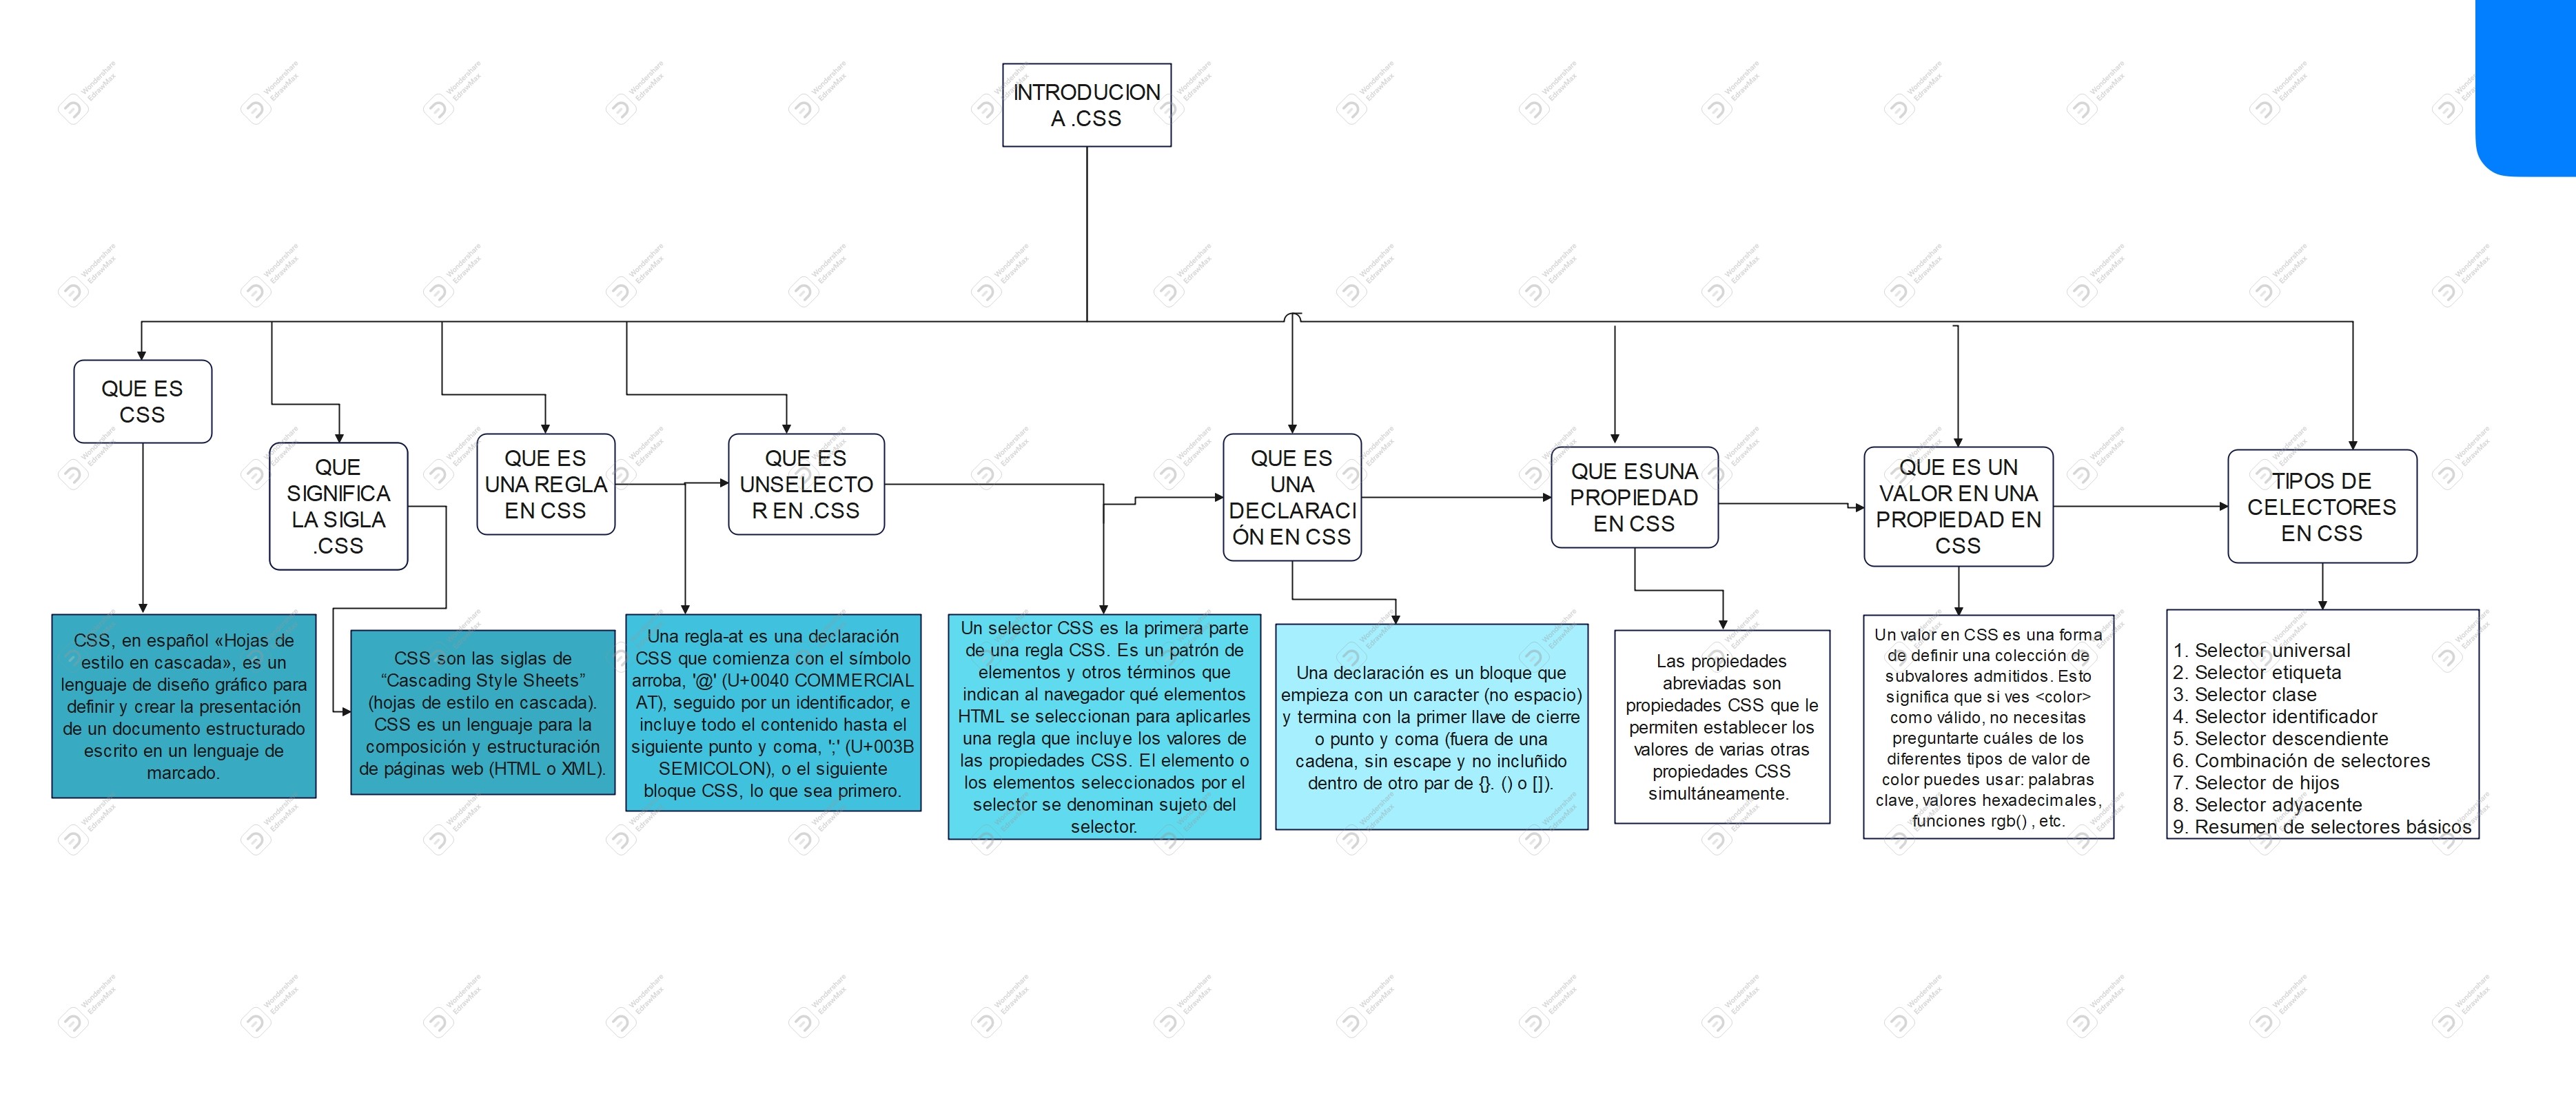 INTRODUCION
A .CSS
QUE ES
CSS
QUE
SIGNIFICA
LA SIGLA
.CSS
QUE ES
UNA REGLA
EN CSS
QUE ES
UNSELECTO
R EN .CSS
QUE ES
UNA
DECLARACI
ÓN EN CSS
QUE ESUNA
PROPIEDAD
EN CSS
QUE ES UN
VALOR EN UNA
PROPIEDAD EN
CSS
TIPOS DE
CELECTORES
EN CSS
CSS, en español «Hojas de
estilo en cascada», es un
lenguaje de diseño gráfico para
definir y crear la presentación
de un documento estructurado
escrito en un lenguaje de
marcado.
CSS son las siglas de
“Cascading Style Sheets”
(hojas de estilo en cascada).
CSS es un lenguaje para la
composición y estructuración
de páginas web (HTML o XML).
Una regla-at es una declaración
CSS que comienza con el símbolo
arroba, '@' (U+0040 COMMERCIAL
AT), seguido por un identificador, e
incluye todo el contenido hasta el
siguiente punto y coma, ';' (U+003B
SEMICOLON), o el siguiente
bloque CSS, lo que sea primero.
Un selector CSS es la primera parte
de una regla CSS. Es un patrón de
elementos y otros términos que
indican al navegador qué elementos
HTML se seleccionan para aplicarles
una regla que incluye los valores de
las propiedades CSS. El elemento o
los elementos seleccionados por el
selector se denominan sujeto del
selector.
Una declaración es un bloque que
empieza con un caracter (no espacio)
y termina con la primer llave de cierre
o punto y coma (fuera de una
cadena, sin escape y no incluñido
dentro de otro par de {}. () o []).
Las propiedades
abreviadas son
propiedades CSS que le
permiten establecer los
valores de varias otras
propiedades CSS
simultáneamente.
Un valor en CSS es una forma
de definir una colección de
subvalores admitidos. Esto
significa que si ves <color>
como válido, no necesitas
preguntarte cuáles de los
diferentes tipos de valor de
color puedes usar: palabras
clave, valores hexadecimales,
funciones rgb() , etc.
1. Selector universal
2. Selector etiqueta
3. Selector clase
4. Selector identificador
5. Selector descendiente
6. Combinación de selectores
7. Selector de hijos
8. Selector adyacente
9. Resumen de selectores básicos
Wondershare
EdrawMax